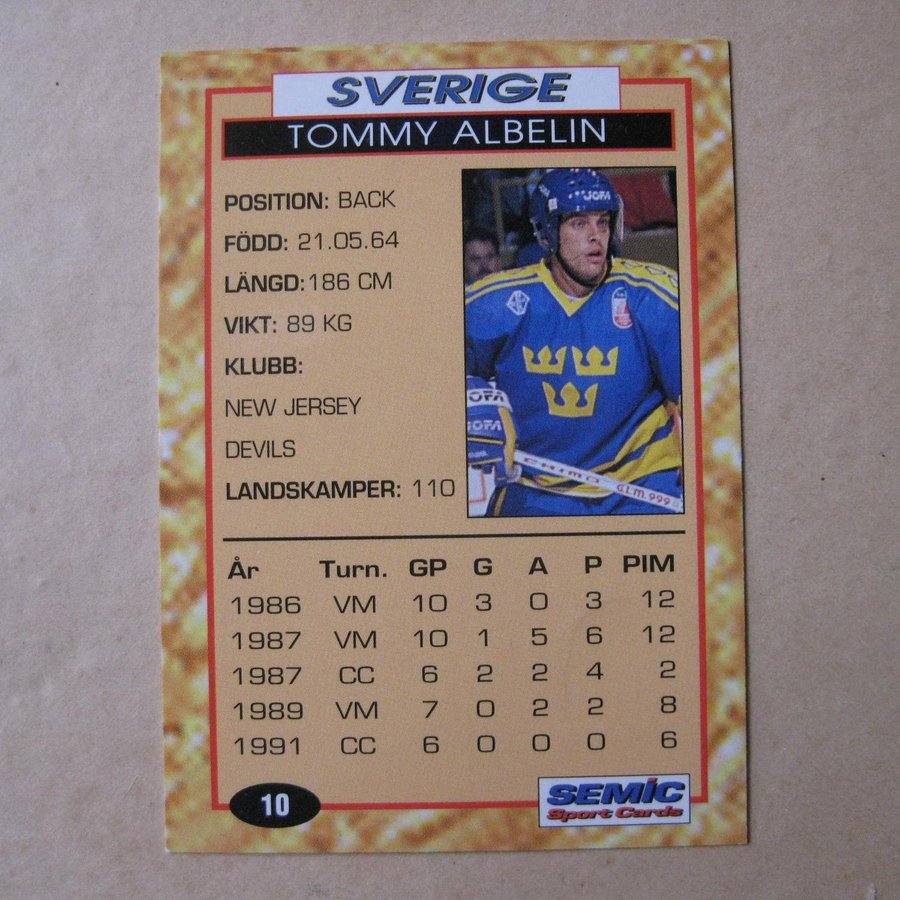 SVERIGE
TOMMY ALBELIN
POSITION: BACK
FÖDD: 21.05.64
LÄNGD: 186 CM
VIKT: 89 KG
KLUBB:
NEW JERSEY
DEVILS
LANDSKAMPER: 110
JOFA
JOFA
JOFA
CHIMO G.L.M. 999
År Turn. GP G A P PIM
1986 VM 10 3 0 3 12
1987 VM 10 1 5 6 12
1987 CC 6 2 2 4 2
1989 VM 7 0 2 2 8
1991 CC 6 0 0 0 6
10
SEMIC
Sport Cards